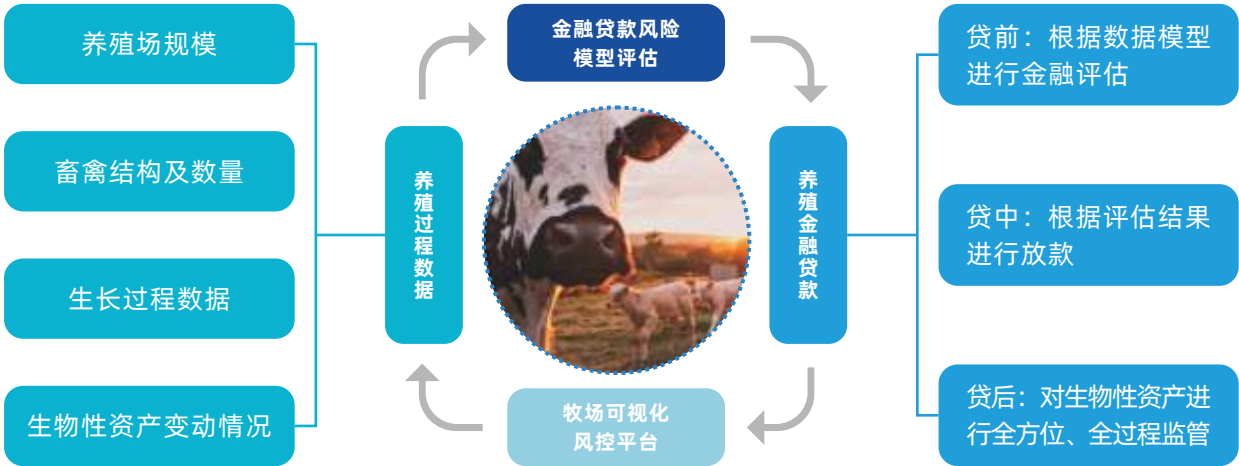 养殖场规模
畜禽结构及数量
生长过程数据
生物性资产变动情况
养殖过程数据
金融贷款风险
模型评估
养殖金融贷款
牧场可视化
风控平台
贷前：根据数据模型
进行金融评估
贷中：根据评估结果
进行放款
贷后：对生物性资产进
行全方位、全过程监管